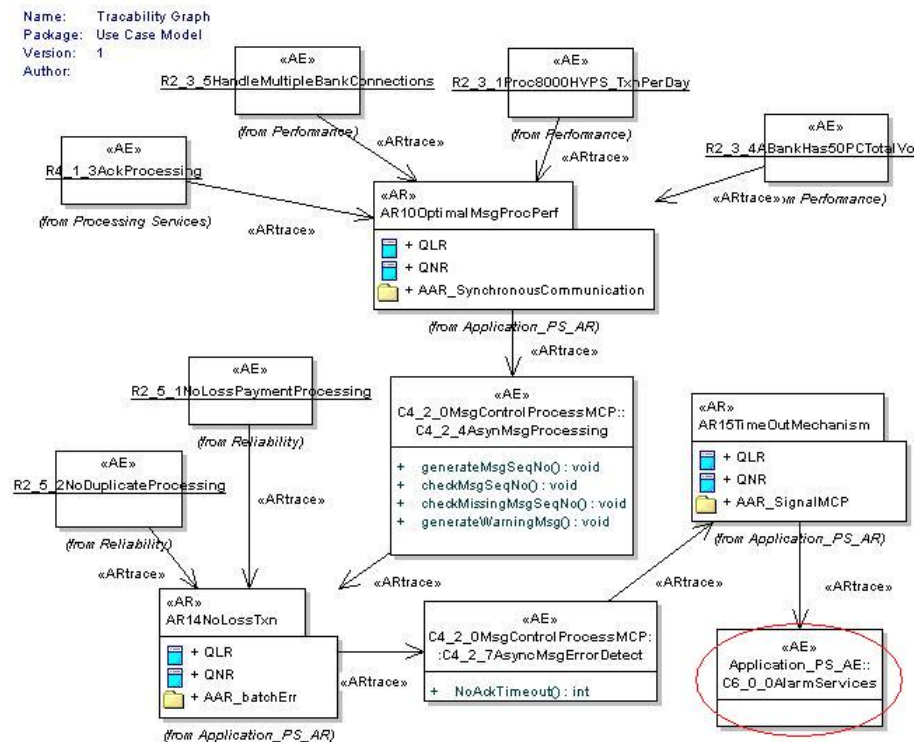 Name: Tracability Graph
Package: Use Case Model
Version: 1
Author:
«AE»
R2_3_5HandleMultipleBankConnections
(from Performance)
«AE»
R2_3_1Proc8000HVPS_TxnPerDay
(from Performance)
«AE»
R2_3_4ABankHas50PCTotalVo
«ARtrace»
om Performance)
«AE»
R4_1_3AckProcessing
(from Processing Services)
«ARtrace»
«ARtrace»
«ARtrace»
«AR»
AR10OptimalMsgProcPerf
+ QLR
+ QNR
+ AAR_SynchronousCommunication
(from Application_PS_AR)
«ARtrace»
«AE»
R2_5_1NoLossPaymentProcessing
(from Reliability)
«AE»
R2_5_2NoDuplicateProcessing
(from Reliability)
«ARtrace»
«ARtrace»
«AE»
C4_2_0MsgControlProcessMCP::
C4_2_4AsynMsgProcessing
+ generateMsgSeqNo() : void
+ checkMsgSeqNo() : void
+ checkMissingMsgSeqNo() : void
+ generateWarningMsg() : void
«ARtrace»
«AR»
AR15TimeOutMechanism
+ QLR
+ QNR
+ AAR_SignalMCP
(from Application_PS_AR)
«ARtrace»
«ARtrace»
«AR»
AR14NoLossTxn
+ QLR
+ QNR
+ AAR_batchErr
(from Application_PS_AR)
«ARtrace»
«AE»
C4_2_0MsgControlProcessMCP:
:C4_2_7AsyncMsgErrorDetect
+ NoAckTimeout() : int
«AE»
Application_PS_AE::
C6_0_0AlarmServices